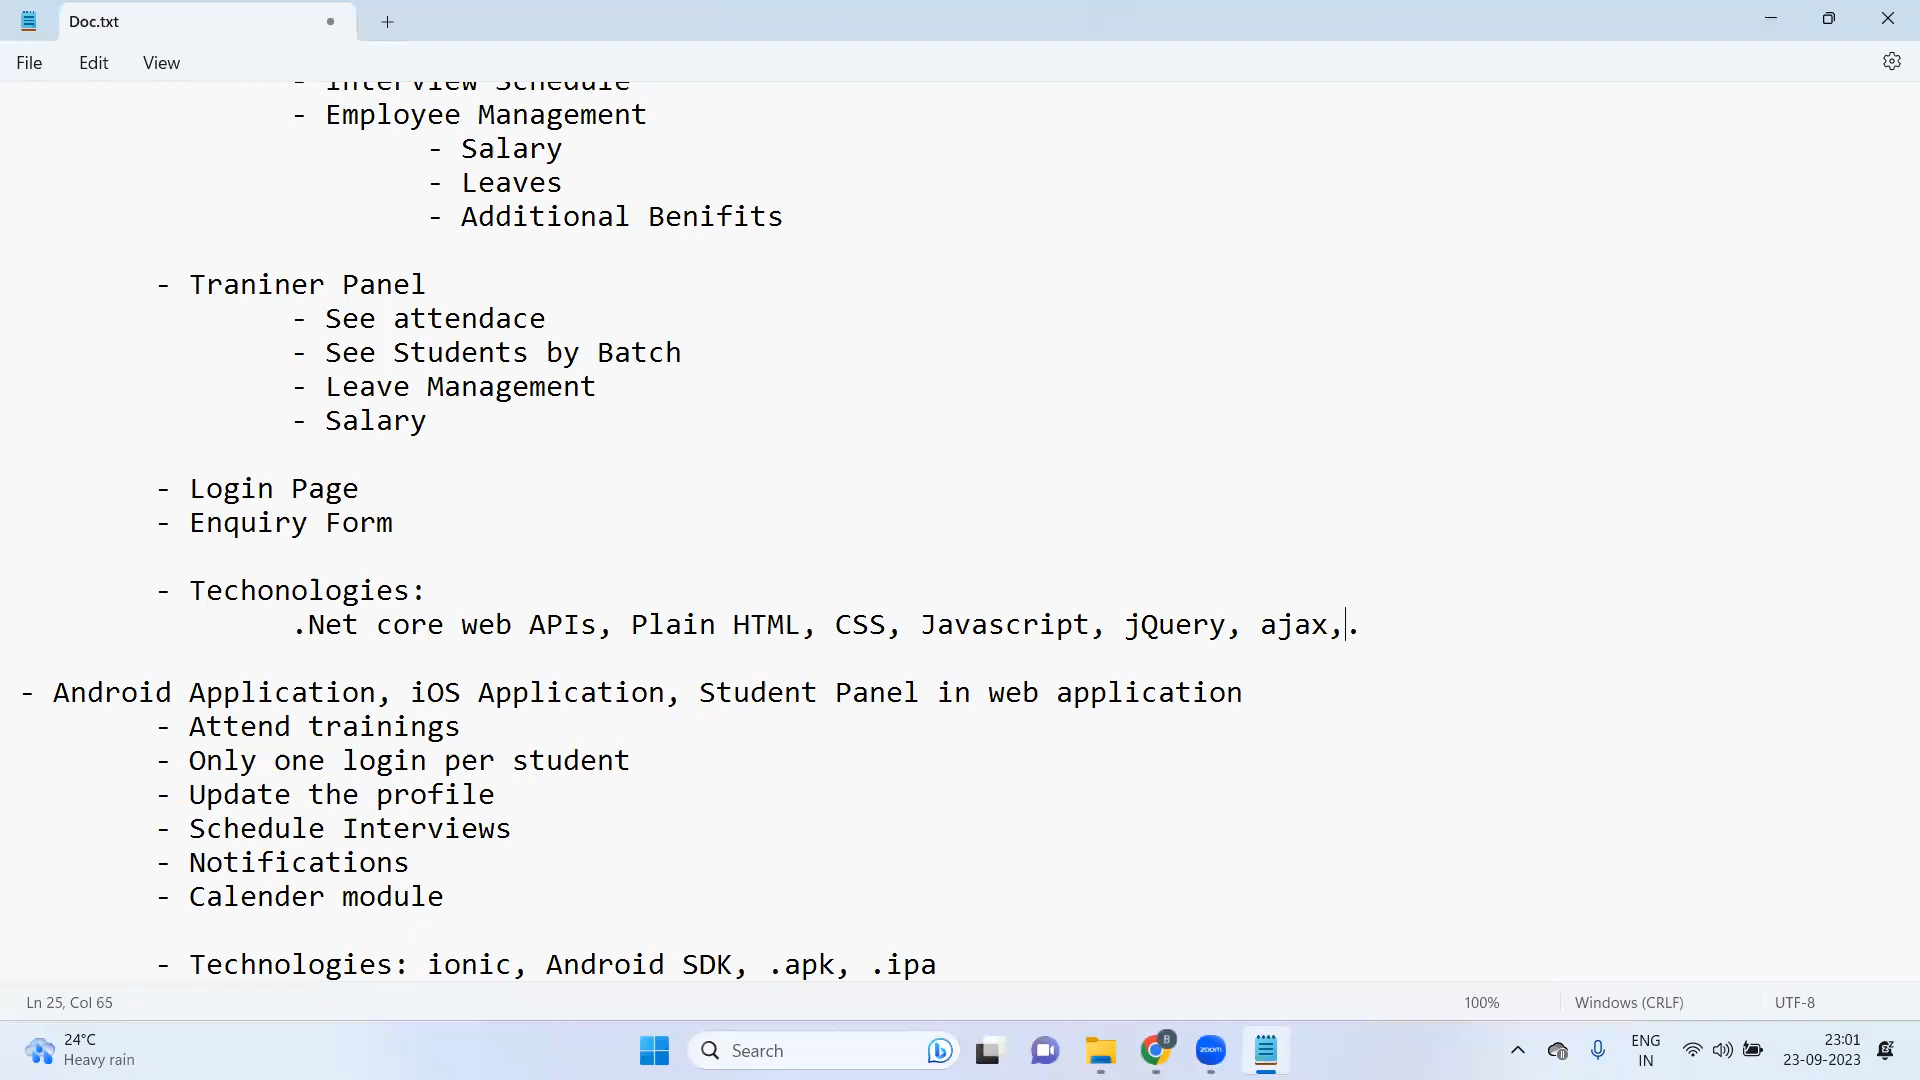 Doc.txt
File Edit View
- Interview Schedule
- Employee Management
- Salary
- Leaves
- Additional Benifits
- Traniner Panel
- See attendace
- See Students by Batch
- Leave Management
- Salary
- Login Page
- Enquiry Form
- Techonologies:
.Net core web APIs, Plain HTML, CSS, Javascript, jQuery, ajax,.
- Android Application, iOS Application, Student Panel in web application
- Attend trainings
- Only one login per student
- Update the profile
- Schedule Interviews
- Notifications
- Calender module
- Technologies: ionic, Android SDK, .apk, .ipa
Ln 25, Col 65 100% Windows (CRLF) UTF-8
24°C
Heavy rain
Search
B
zoom
ENG
IN
23:01
23-09-2023